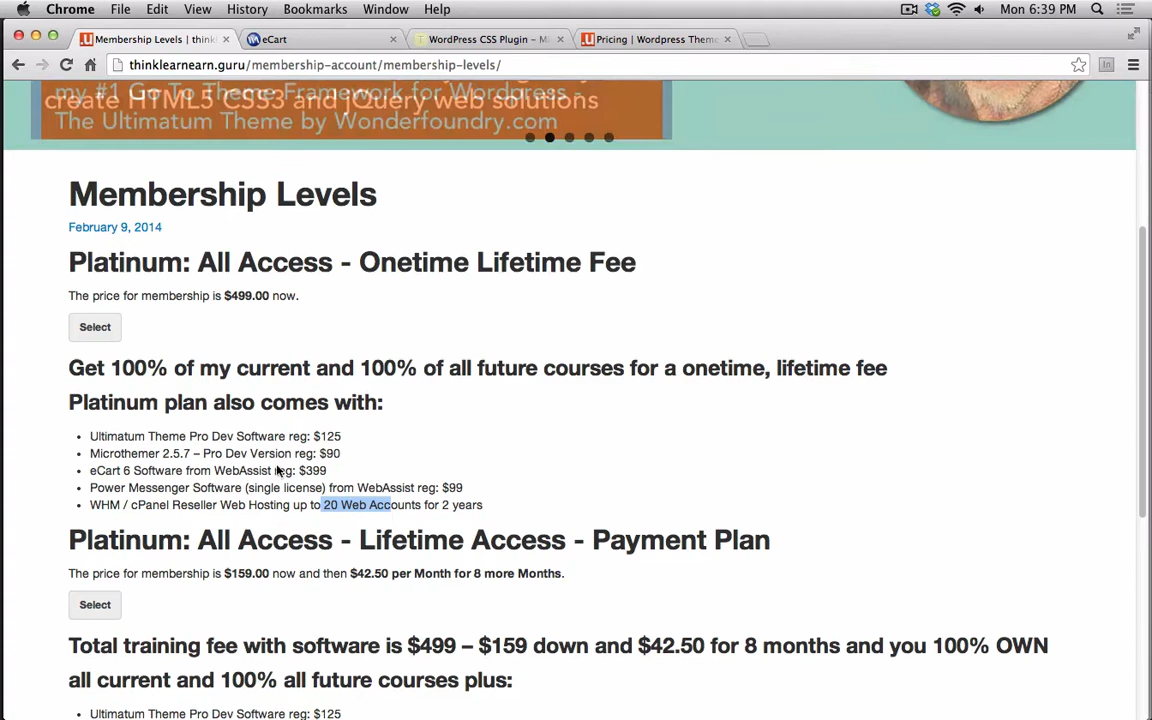 Chrome File Edit View History Bookmarks Window Help Mon 6:39 PM
Membership Levels | think eCart WordPress CSS Plugin – Mi Pricing | Wordpress Theme
thinklearnearn.guru/membership-account/membership-levels/
my #1 Go To Theme Framework for Wordpress -
create HTML5 CSS3 and jQuery web solutions
The Ultimatum Theme by Wonderfoundry.com
Membership Levels
February 9, 2014
Platinum: All Access - Onetime Lifetime Fee
The price for membership is $499.00 now.
Select
Get 100% of my current and 100% of all future courses for a onetime, lifetime fee
Platinum plan also comes with:
• Ultimatum Theme Pro Dev Software reg: $125
• Microthemer 2.5.7 – Pro Dev Version reg: $90
• eCart 6 Software from WebAssist reg: $399
• Power Messenger Software (single license) from WebAssist reg: $99
• WHM / cPanel Reseller Web Hosting up to 20 Web Accounts for 2 years
Platinum: All Access - Lifetime Access - Payment Plan
The price for membership is $159.00 now and then $42.50 per Month for 8 more Months.
Select
Total training fee with software is $499 – $159 down and $42.50 for 8 months and you 100% OWN
all current and 100% all future courses plus:
• Ultimatum Theme Pro Dev Software reg: $125